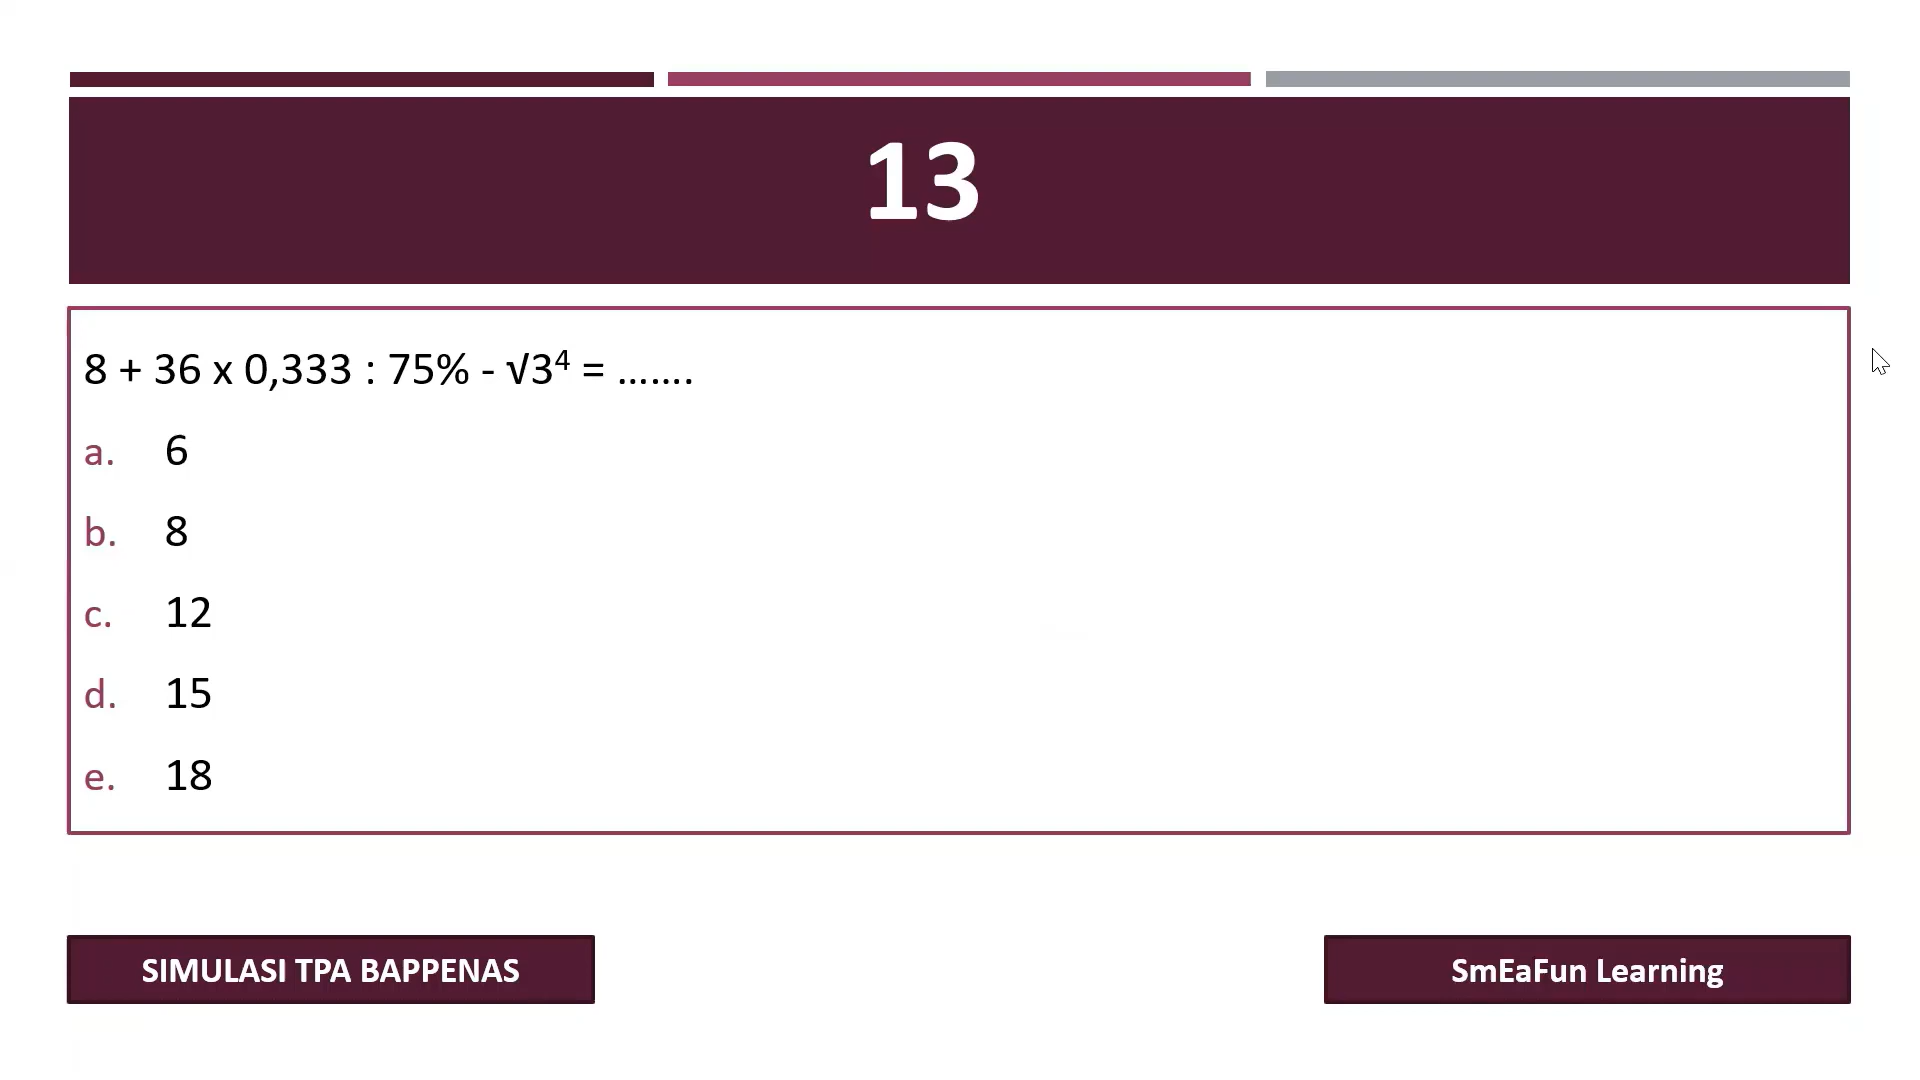 13
8 + 36 x 0,333 : 75% - √3⁴ = …….
a. 6
b. 8
c. 12
d. 15
e. 18
SIMULASI TPA BAPPENAS
SmEaFun Learning